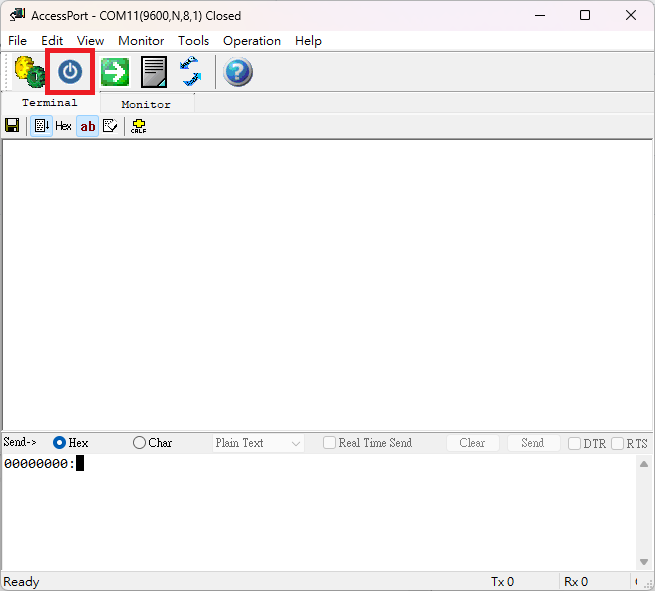 AccessPort - COM11(9600,N,8,1) Closed
File Edit View Monitor Tools Operation Help
Terminal Monitor
Hex ab CRLF
Send-> Hex Char Plain Text Real Time Send Clear Send DTR RTS
00000000:
Ready Tx 0 Rx 0